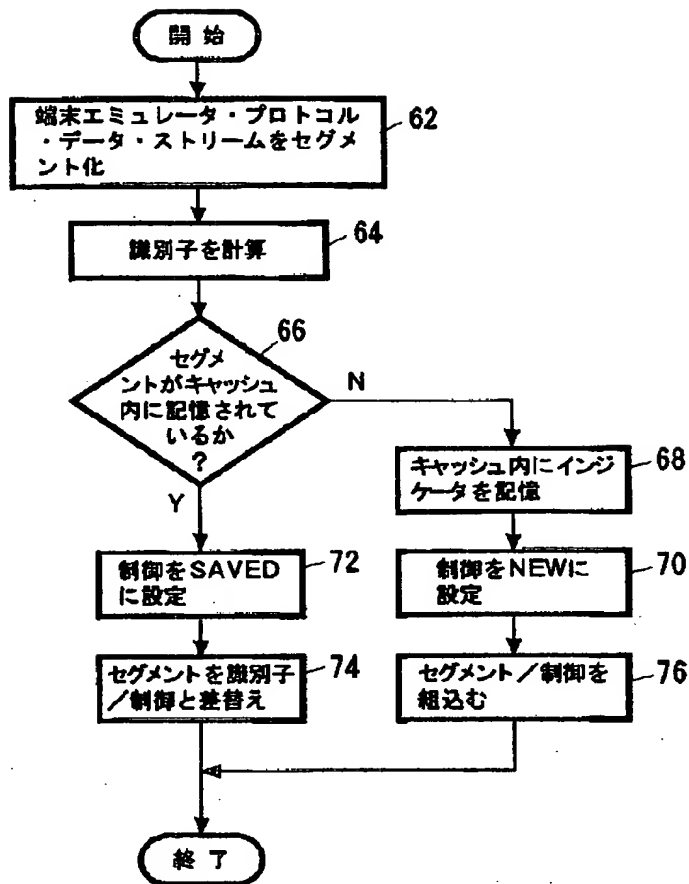 開 始
端末エミュレータ・プロトコル
・データ・ストリームをセグメ
ント化
62
識別子を計算
64
66
セグメ
ントがキャッシュ
内に記憶されて
いるか
?
N
Y
キャッシュ内にインジ
ケータを記憶
68
制御をSAVED
に設定
72
制御をNEWに
設定
70
セグメントを識別子
/制御と差替え
74
セグメント/制御を
組込む
76
終 了